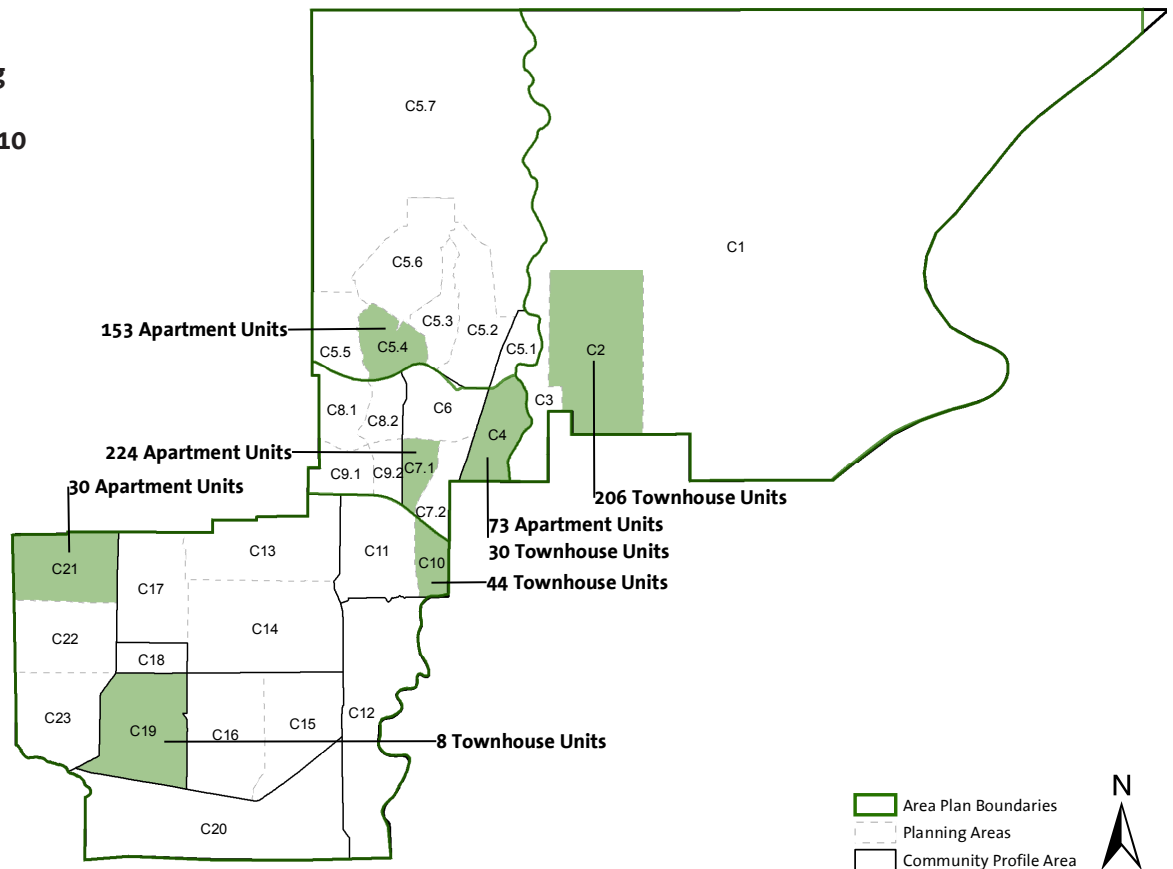 g
10
C5.7
C1
C5.6
C5.3
C5.2
153 Apartment Units
C5.4
C5.5
C5.1
C2
C3
C8.1
C8.2
C6
C4
224 Apartment Units
C9.1
C9.2
C7.1
30 Apartment Units
206 Townhouse Units
C7.2
73 Apartment Units
30 Townhouse Units
C13
C11
C10
C21
C17
44 Townhouse Units
C14
C22
C18
C23
C19
C16
C15
C12
8 Townhouse Units
C20
N
Area Plan Boundaries
Planning Areas
Community Profile Area